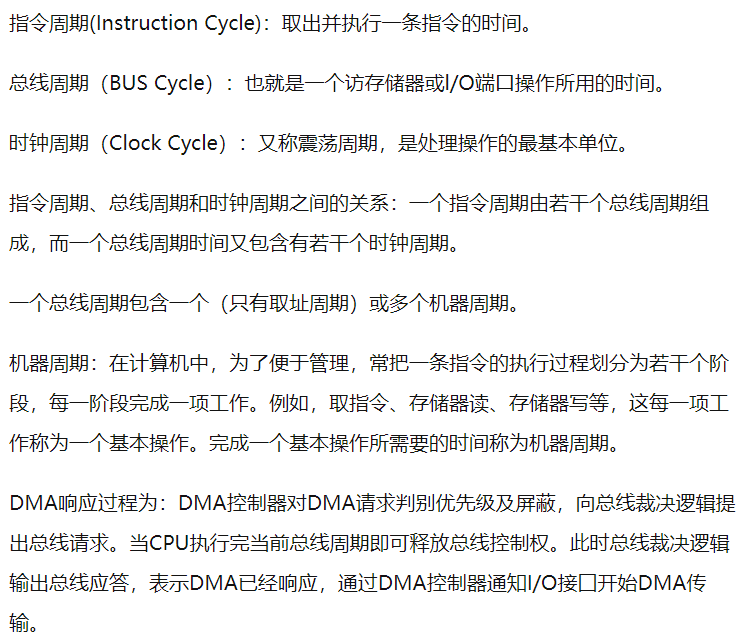 指令周期(Instruction Cycle)：取出并执行一条指令的时间。
总线周期（BUS Cycle）：也就是一个访存储器或I/O端口操作所用的时间。
时钟周期（Clock Cycle）：又称震荡周期，是处理操作的最基本单位。
指令周期、总线周期和时钟周期之间的关系：一个指令周期由若干个总线周期组
成，而一个总线周期时间又包含有若干个时钟周期。
一个总线周期包含一个（只有取址周期）或多个机器周期。
机器周期：在计算机中，为了便于管理，常把一条指令的执行过程划分为若干个阶
段，每一阶段完成一项工作。例如，取指令、存储器读、存储器写等，这每一项工
作称为一个基本操作。完成一个基本操作所需要的时间称为机器周期。
DMA响应过程为：DMA控制器对DMA请求判别优先级及屏蔽，向总线裁决逻辑提
出总线请求。当CPU执行完当前总线周期即可释放总线控制权。此时总线裁决逻辑
输出总线应答，表示DMA已经响应，通过DMA控制器通知I/O接囗开始DMA传
输。